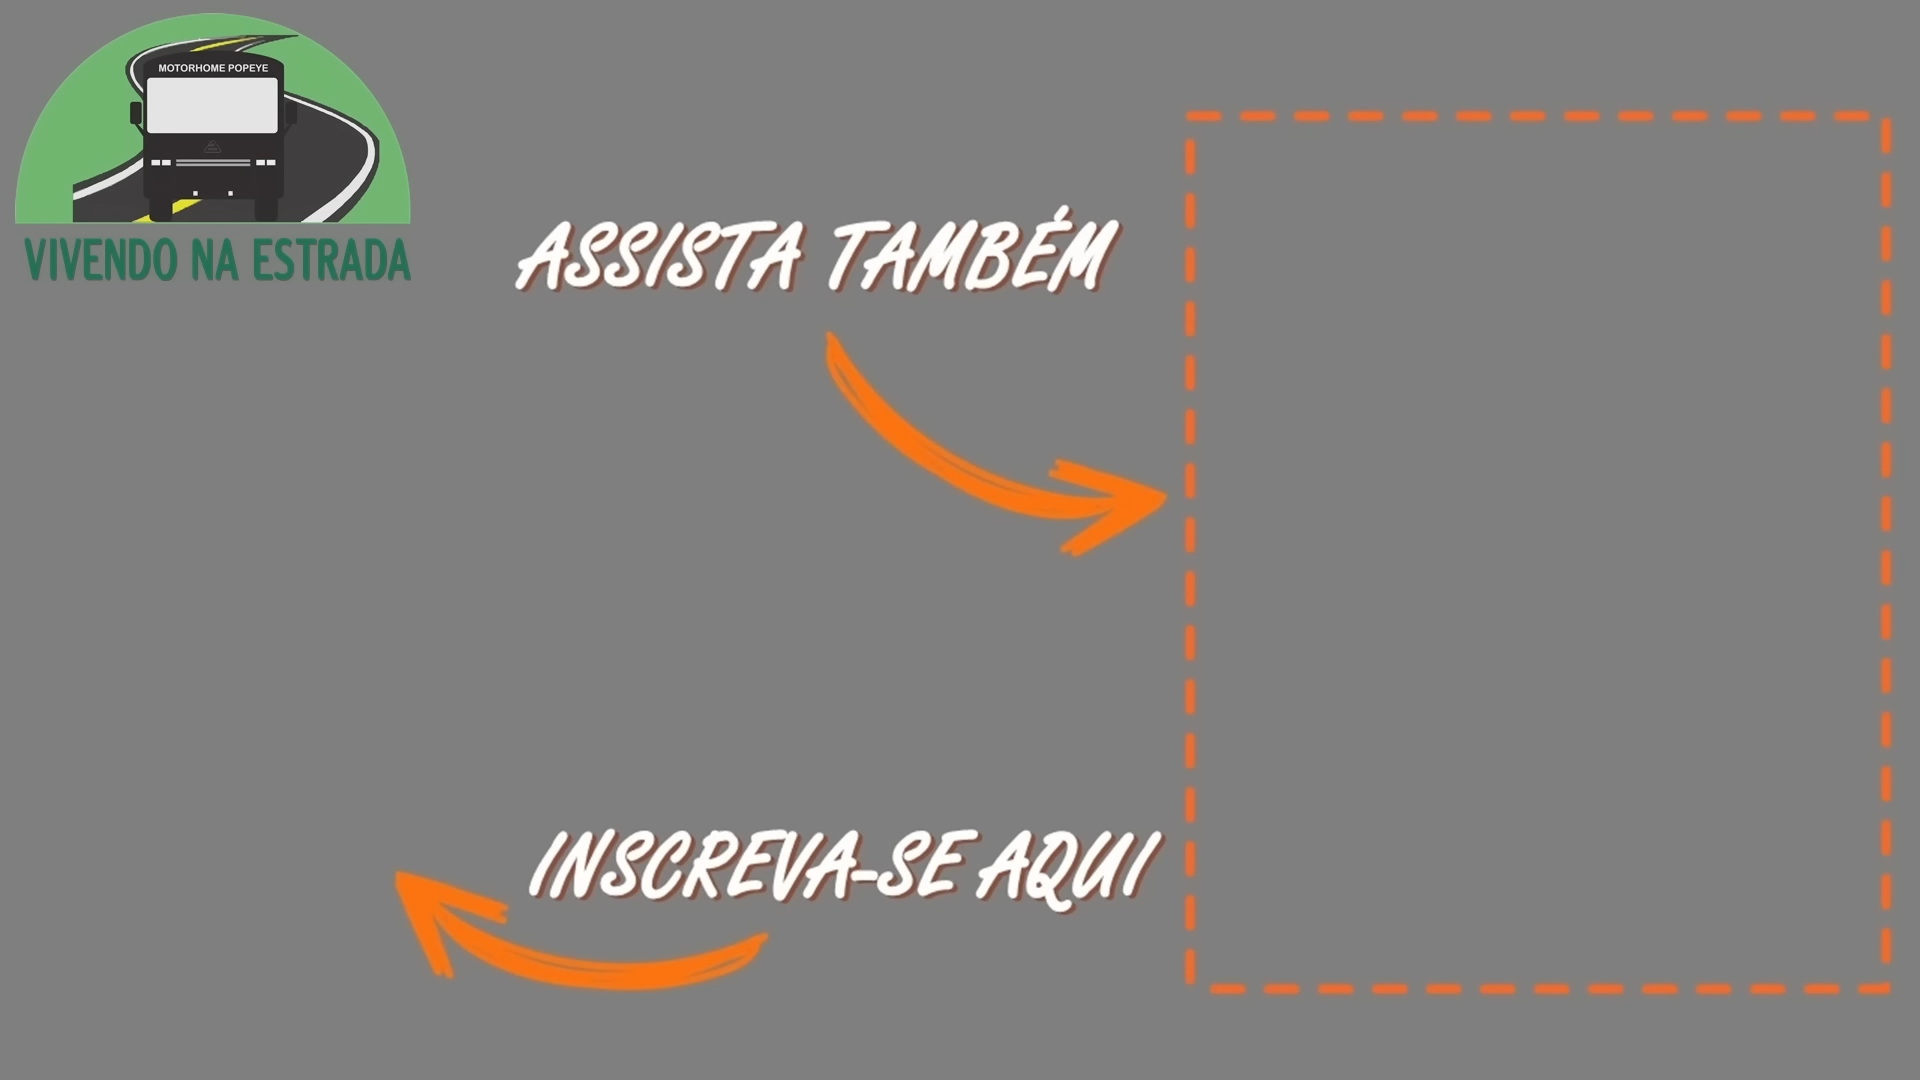 MOTORHOME POPEYE
VIVENDO NA ESTRADA
ASSISTA TAMBÉM
INSCREVA-SE AQUI